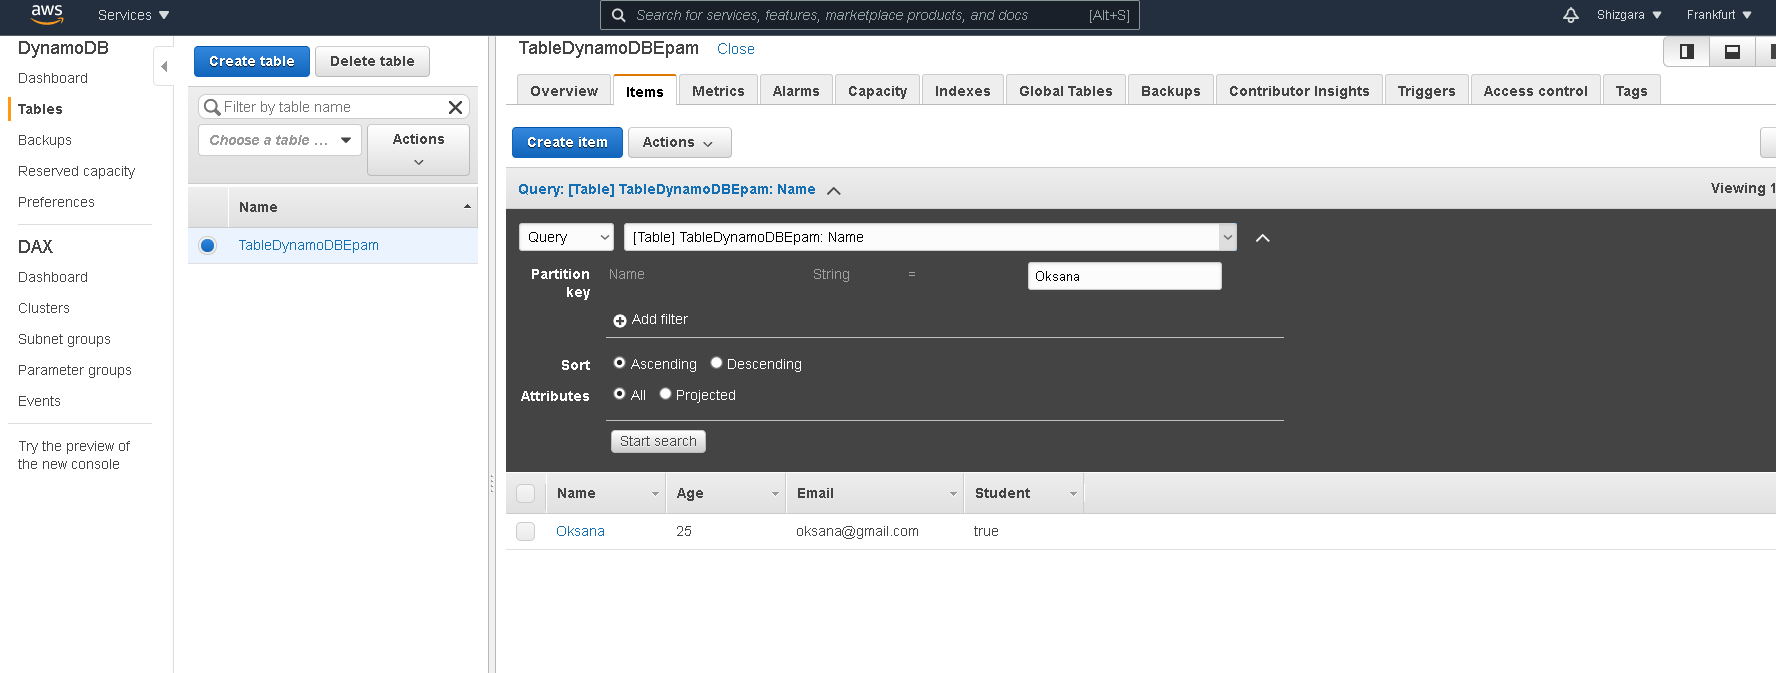 aws Services Search for services, features, marketplace products, and docs [Alt+S] Shizgara Frankfurt
DynamoDB
Dashboard
Tables
Backups
Reserved capacity
Preferences
DAX
Dashboard
Clusters
Subnet groups
Parameter groups
Events
Try the preview of
the new console
Create table Delete table
Filter by table name
Choose a table ... Actions
Name
TableDynamoDBEpam
TableDynamoDBEpam Close
Overview Items Metrics Alarms Capacity Indexes Global Tables Backups Contributor Insights Triggers Access control Tags
Create item Actions
Query: [Table] TableDynamoDBEpam: Name Viewing 1
Query [Table] TableDynamoDBEpam: Name
Partition
key
Name String = Oksana
Add filter
Sort Ascending Descending
Attributes All Projected
Start search
Name Age Email Student
Oksana 25 oksana@gmail.com true